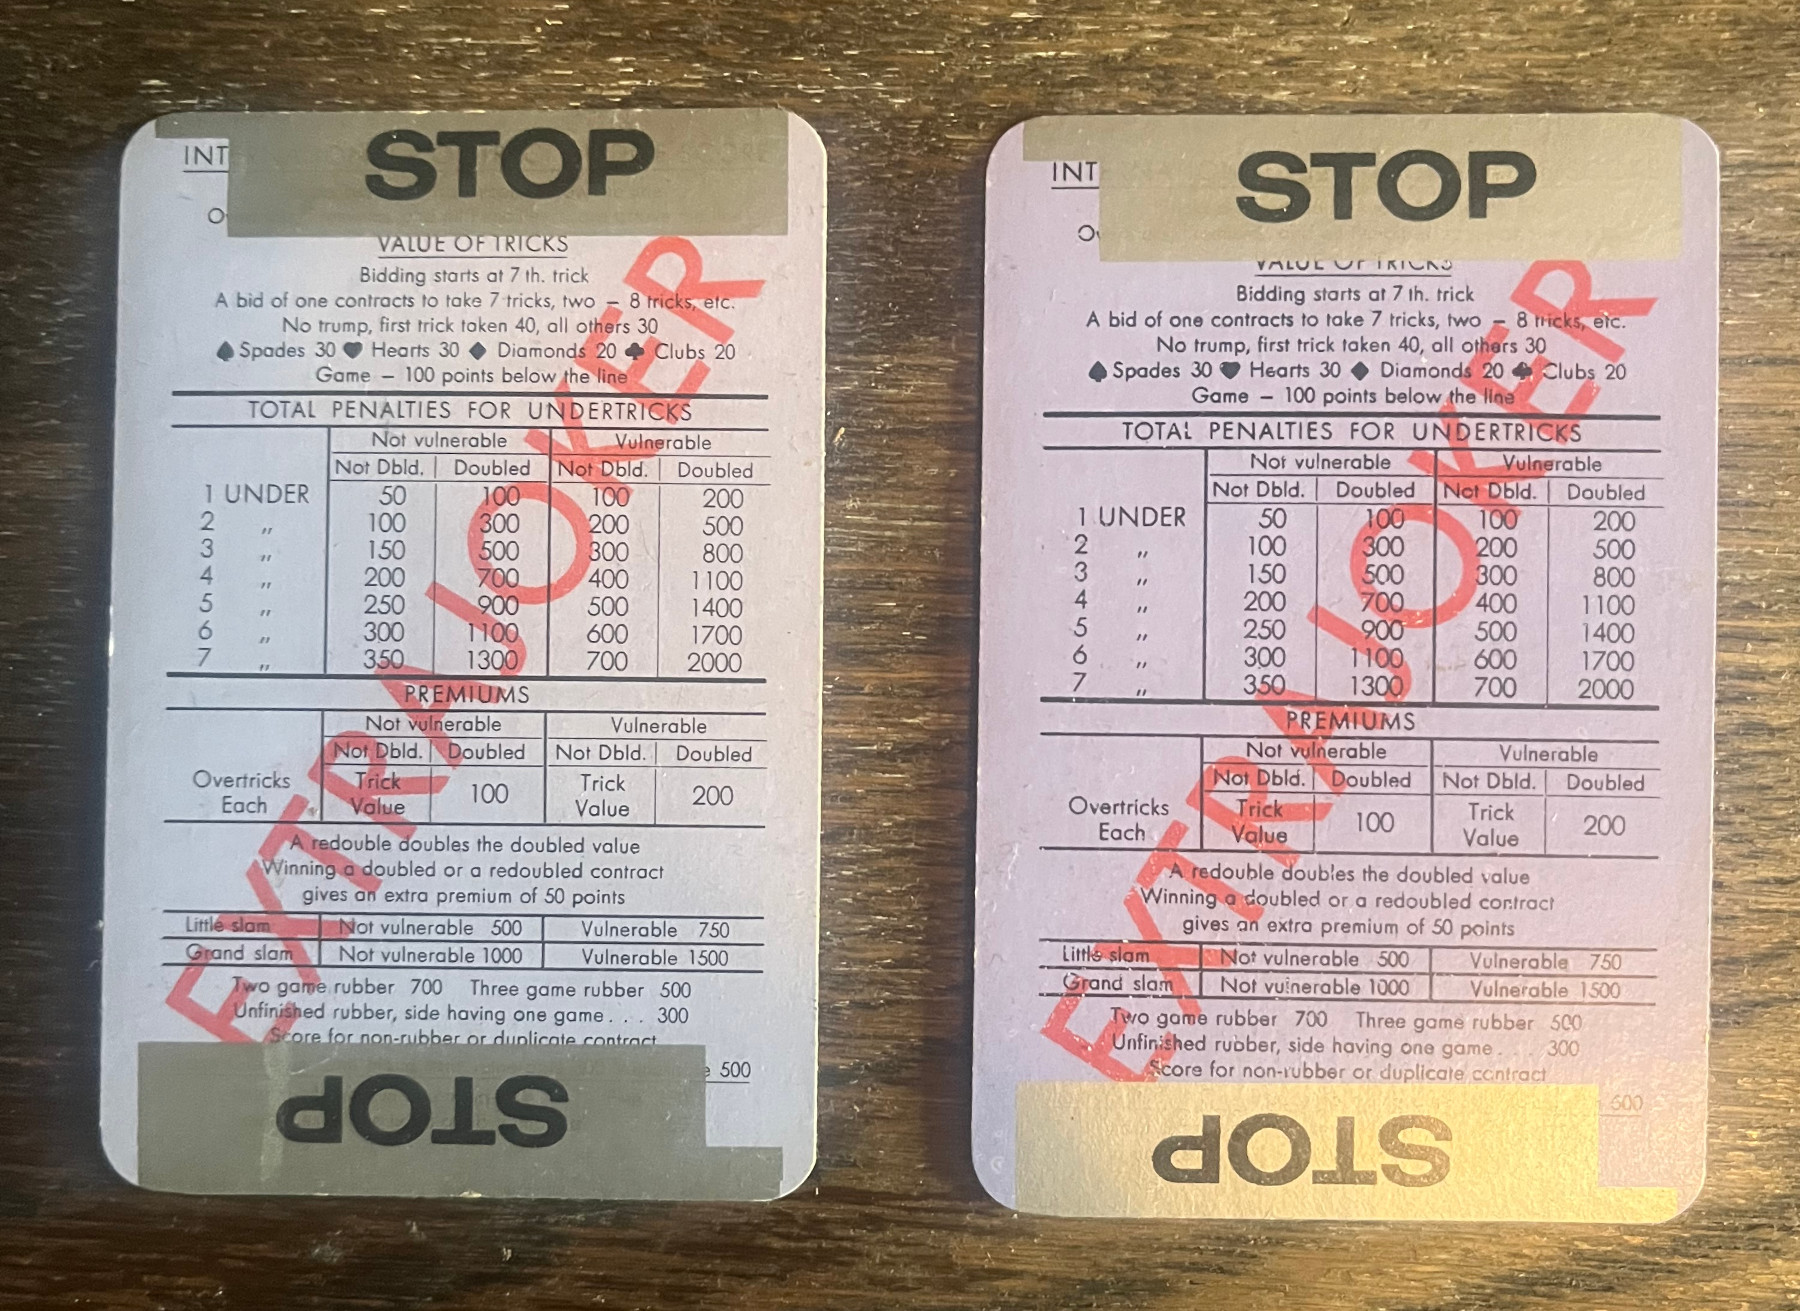 STOP
INT
VALUE OF TRICKS
Bidding starts at 7 th. trick
A bid of one contracts to take 7 tricks, two – 8 tricks, etc.
No trump, first trick taken 40, all others 30
Spades 30 Hearts 30 Diamonds 20 Clubs 20
Game – 100 points below the line
TOTAL PENALTIES FOR UNDERTRICKS
Not vulnerable Vulnerable
Not Dbld. Doubled Not Dbld. Doubled
1 UNDER 50 100 100 200
2 „ 100 300 200 500
3 „ 150 500 300 800
4 „ 200 700 400 1100
5 „ 250 900 500 1400
6 „ 300 1100 600 1700
7 „ 350 1300 700 2000
PREMIUMS
Not vulnerable Vulnerable
Not Dbld. Doubled Not Dbld. Doubled
Overtricks Each Trick Value 100 Trick Value 200
A redouble doubles the doubled value
Winning a doubled or a redoubled contract
gives an extra premium of 50 points
Little slam Not vulnerable 500 Vulnerable 750
Grand slam Not vulnerable 1000 Vulnerable 1500
Two game rubber 700 Three game rubber 500
Unfinished rubber, side having one game . . . 300
Score for non-rubber or duplicate contract
500
STOP
EXTRA JOKER
STOP
INT
VALUE OF TRICKS
Bidding starts at 7 th. trick
A bid of one contracts to take 7 tricks, two – 8 tricks, etc.
No trump, first trick taken 40, all others 30
Spades 30 Hearts 30 Diamonds 20 Clubs 20
Game – 100 points below the line
TOTAL PENALTIES FOR UNDERTRICKS
Not vulnerable Vulnerable
Not Dbld. Doubled Not Dbld. Doubled
1 UNDER 50 100 100 200
2 „ 100 300 200 500
3 „ 150 500 300 800
4 „ 200 700 400 1100
5 „ 250 900 500 1400
6 „ 300 1100 600 1700
7 „ 350 1300 700 2000
PREMIUMS
Not vulnerable Vulnerable
Not Dbld. Doubled Not Dbld. Doubled
Overtricks Each Trick Value 100 Trick Value 200
A redouble doubles the doubled value
Winning a doubled or a redoubled contract
gives an extra premium of 50 points
Little slam Not vulnerable 500 Vulnerable 750
Grand slam Not vulnerable 1000 Vulnerable 1500
Two game rubber 700 Three game rubber 500
Unfinished rubber, side having one game . . . 300
Score for non-rubber or duplicate contract
500
STOP
EXTRA JOKER